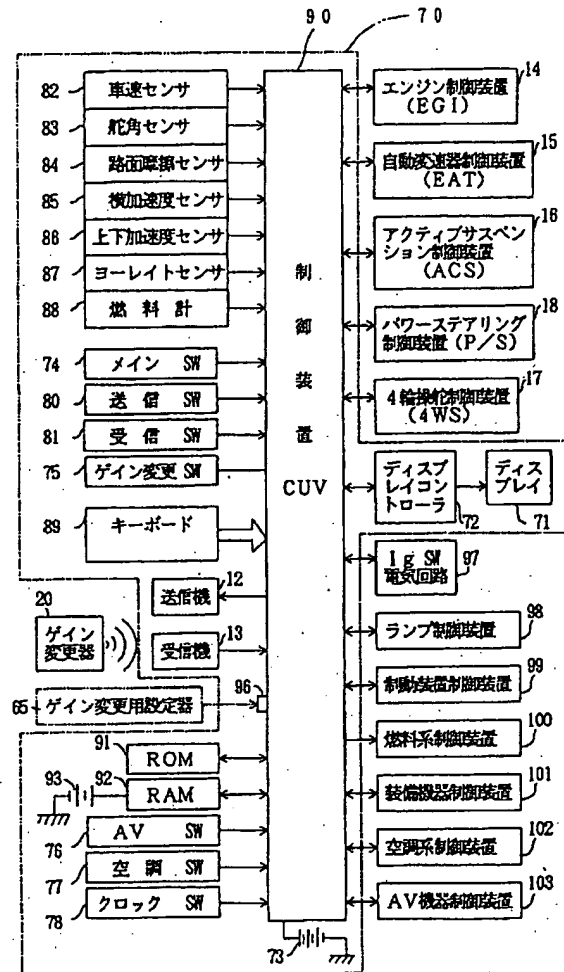 90
70
82 車速センサ
83 舵角センサ
84 路面摩擦センサ
85 横加速度センサ
86 上下加速度センサ
87 ヨーレイトセンサ
88 燃料計
74 メイン SW
80 送信 SW
81 受信 SW
75 ゲイン変更 SW
89 キーボード
12
送信機
20
ゲイン
変更器
13
受信機
65 ゲイン変更用設定器
96
91 ROM
92
93 RAM
76 AV SW
77 空調 SW
78 クロック SW
制
御
装
置
CUV
73
14
エンジン制御装置
(EGI)
15
自動変速器制御装置
(EAT)
16
アクティブサスペン
ション制御装置
(ACS)
18
パワーステアリング
制御装置(P/S)
17
4輪操舵制御装置
(4WS)
ディスプ
レイコン
トローラ
72
ディス
プレイ
71
Ig SW
電気回路
97
ランプ制御装置
98
制動装置制御装置
99
燃料系制御装置
100
装備機器制御装置
101
空調系制御装置
102
AV機器制御装置
103